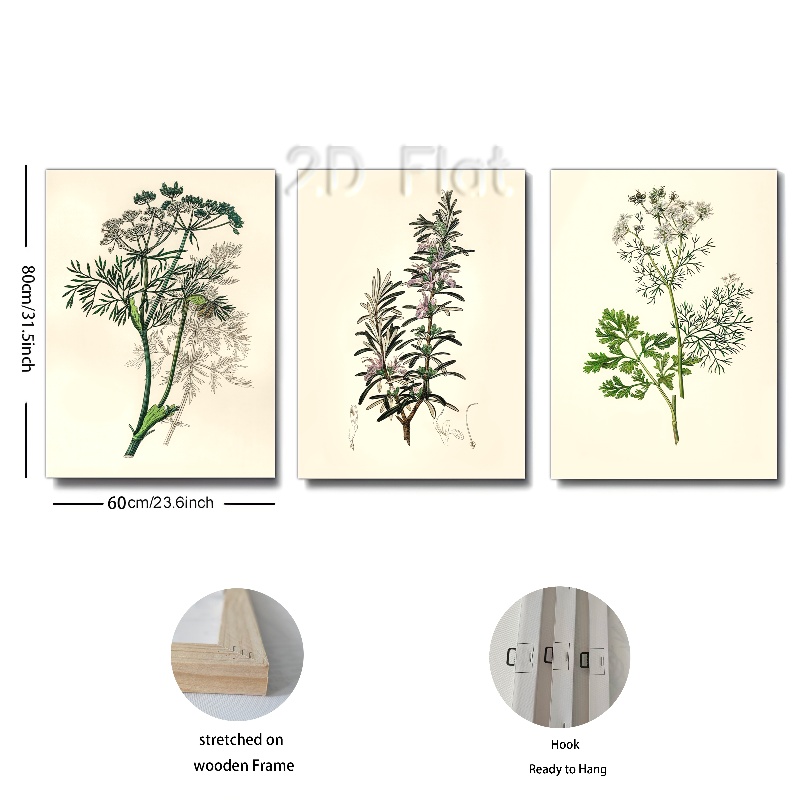 2D Flat
80cm/31.5inch
60cm/23.6inch
stretched on
wooden Frame
Hook
Ready to Hang